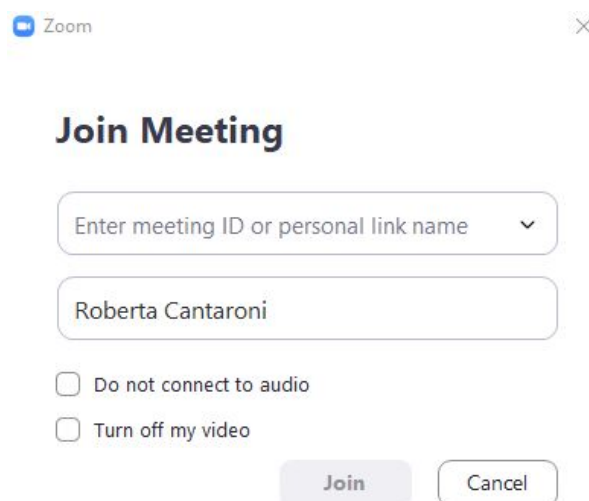 Zoom
Join Meeting
Enter meeting ID or personal link name
Roberta Cantaroni
Do not connect to audio
Turn off my video
Join Cancel